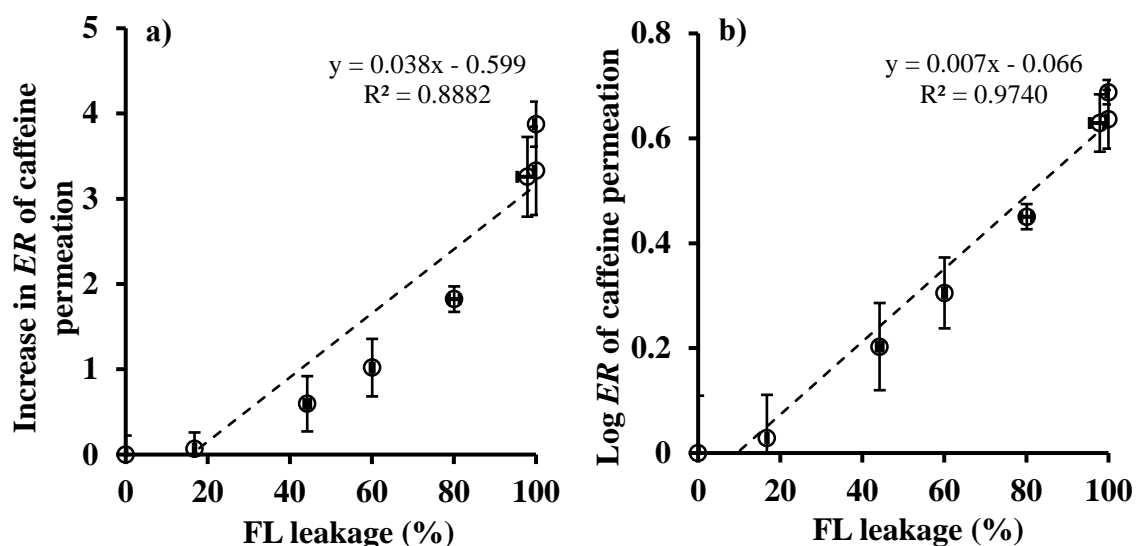 a)
y = 0.038x - 0.599
R² = 0.8882
Increase in ER of caffeine
permeation
5
4
3
2
1
0
0 20 40 60 80 100
FL leakage (%)
b)
y = 0.007x - 0.066
R² = 0.9740
Log ER of caffeine permeation
0.8
0.6
0.4
0.2
0
0 20 40 60 80 100
FL leakage (%)